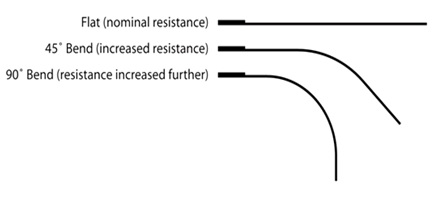 Flat (nominal resistance)
45˚ Bend (increased resistance)
90˚ Bend (resistance increased further)